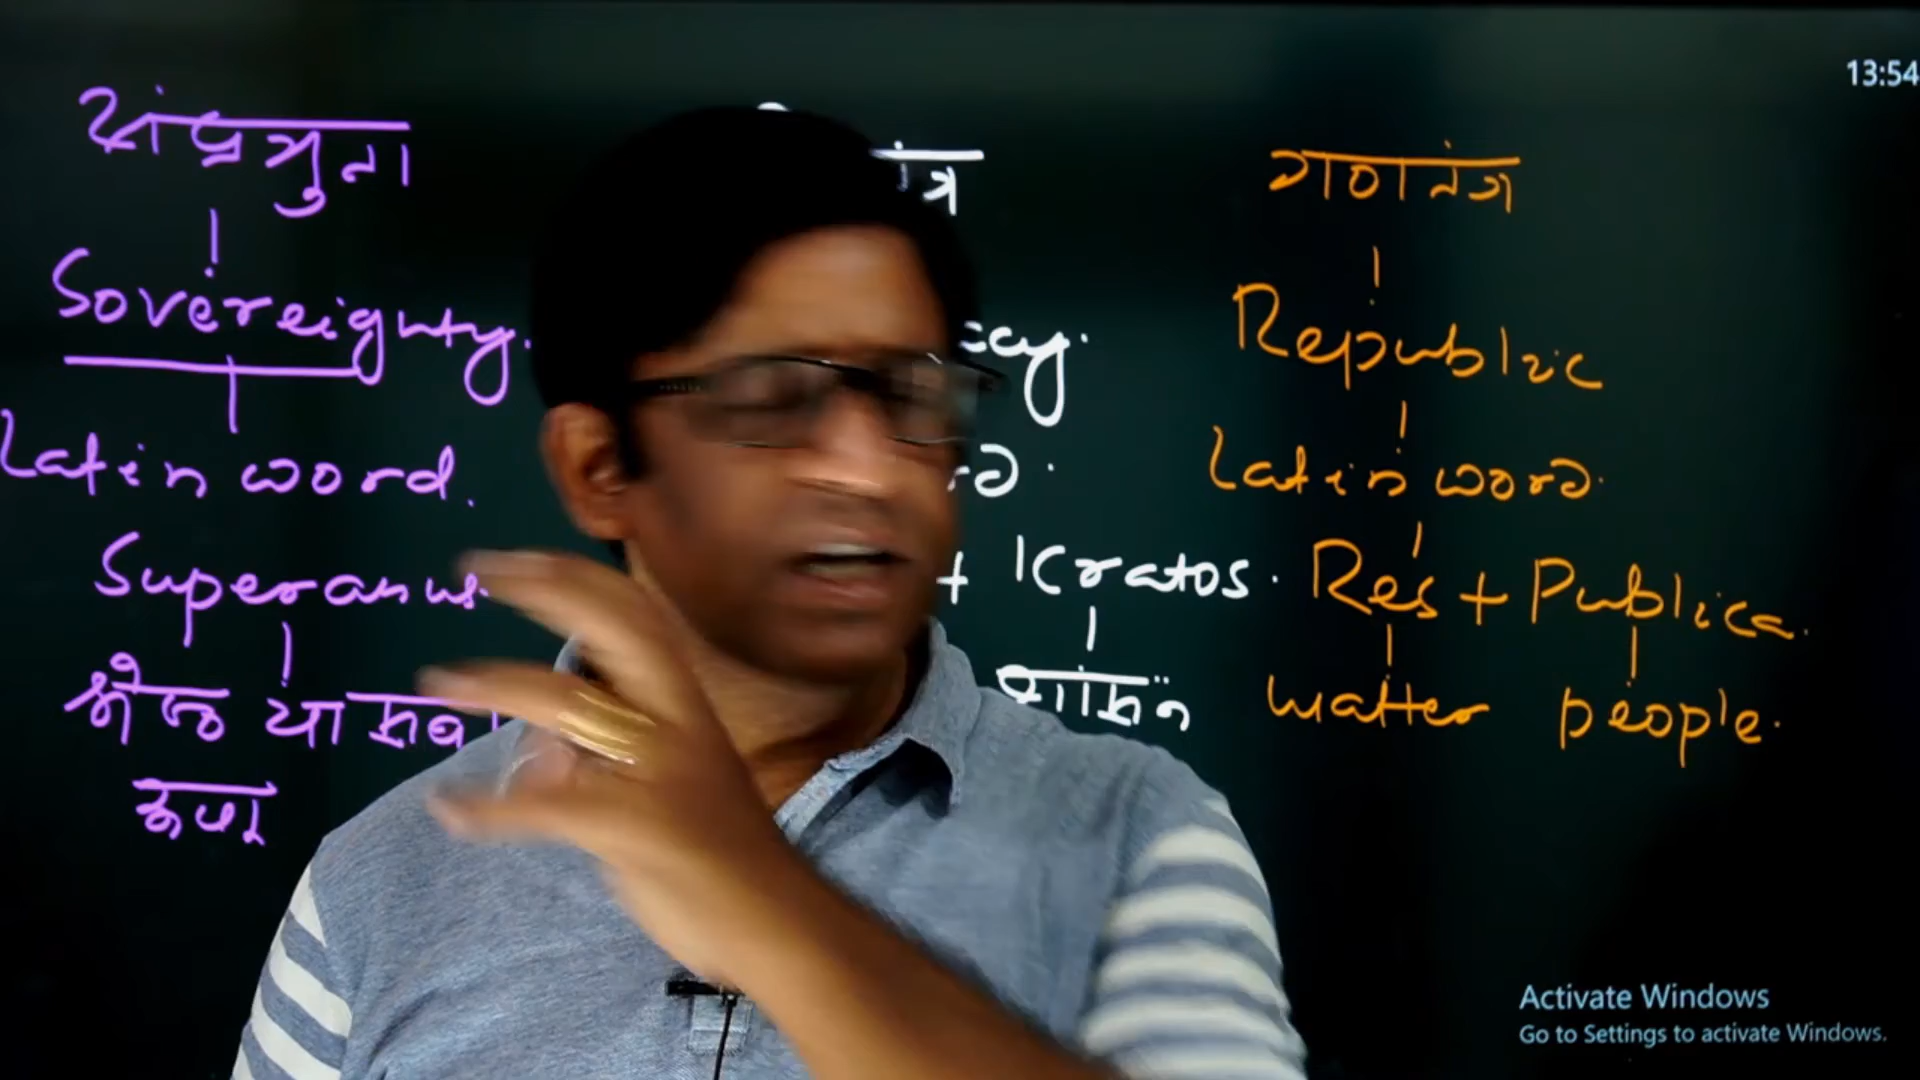 13:54
संप्रभुता
Sovereignty.
Latin word.
Superanus.
श्रेष्ठ या
गणतंत्र
Republic
Latin word.
Res + Publica.
matter people.
+ Kratos.
शासन
Activate Windows
Go to Settings to activate Windows.